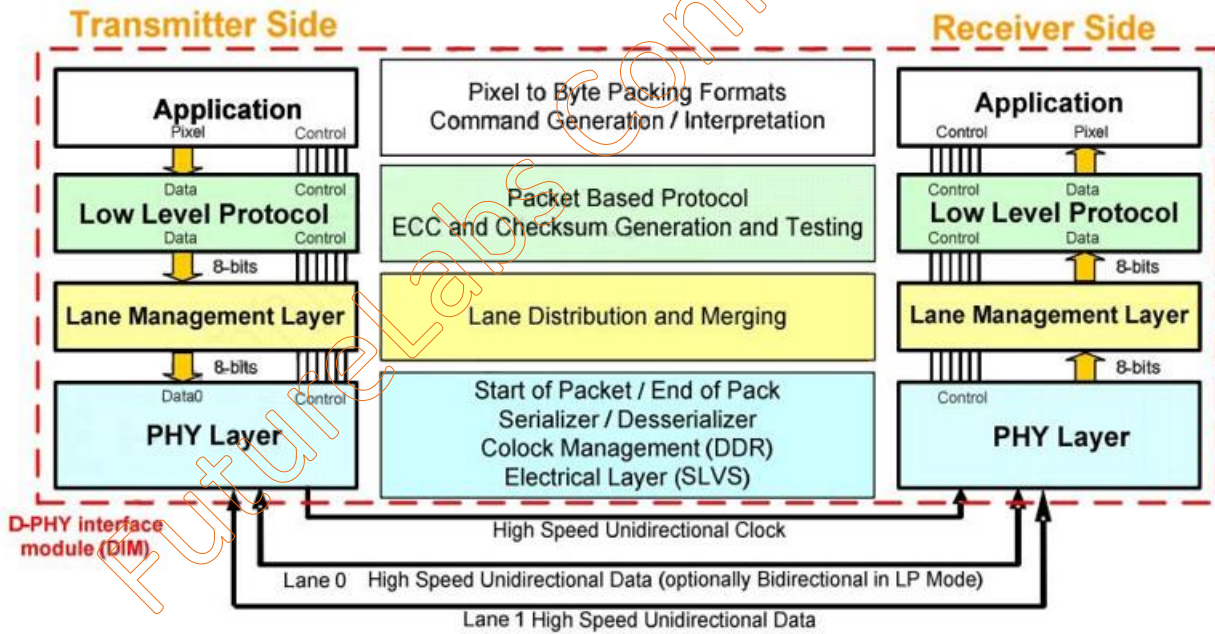 Transmitter Side
Receiver Side
Application
Pixel
Control
Data
Control
Low Level Protocol
Data
Control
8-bits
Lane Management Layer
8-bits
Data0
Control
PHY Layer
Pixel to Byte Packing Formats
Command Generation / Interpretation
Packet Based Protocol
ECC and Checksum Generation and Testing
Lane Distribution and Merging
Start of Packet / End of Pack
Serializer / Desserializer
Colock Management (DDR)
Electrical Layer (SLVS)
Application
Control
Pixel
Control
Data
Low Level Protocol
Control
Data
8-bits
Lane Management Layer
8-bits
Control
PHY Layer
D-PHY interface
module (DIM)
High Speed Unidirectional Clock
Lane 0 High Speed Unidirectional Data (optionally Bidirectional in LP Mode)
Lane 1 High Speed Unidirectional Data
FutureLabs Com